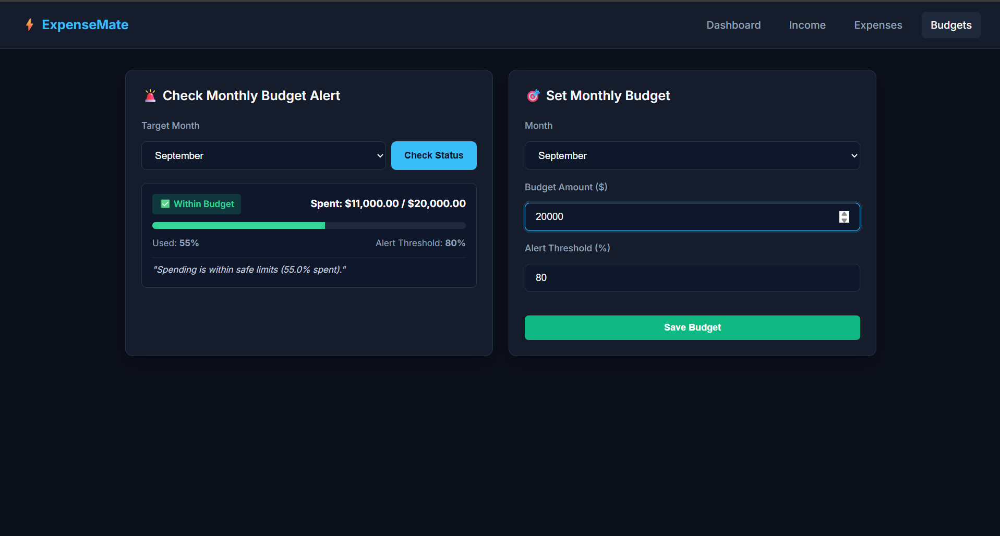 ExpenseMate
Dashboard Income Expenses Budgets
Check Monthly Budget Alert
Target Month
September
Check Status
Within Budget
Spent: $11,000.00 / $20,000.00
Used: 55%
Alert Threshold: 80%
"Spending is within safe limits (55.0% spent)."
Set Monthly Budget
Month
September
Budget Amount ($)
20000
Alert Threshold (%)
80
Save Budget